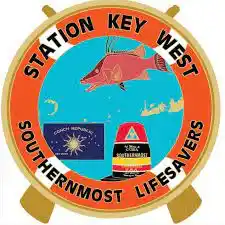 STATION KEY WEST
CONCH REPUBLIC
SOUTHERNMOST
SOUTHERNMOST LIFESAVERS